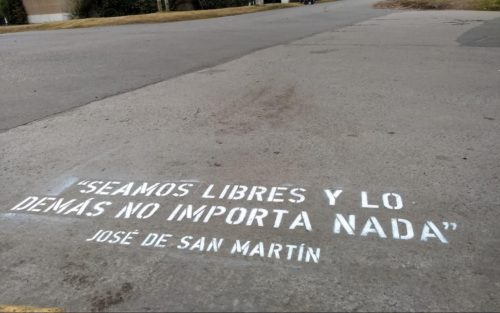 "SEAMOS LIBRES Y LO
DEMÁS NO IMPORTA NADA"
JOSÉ DE SAN MARTÍN